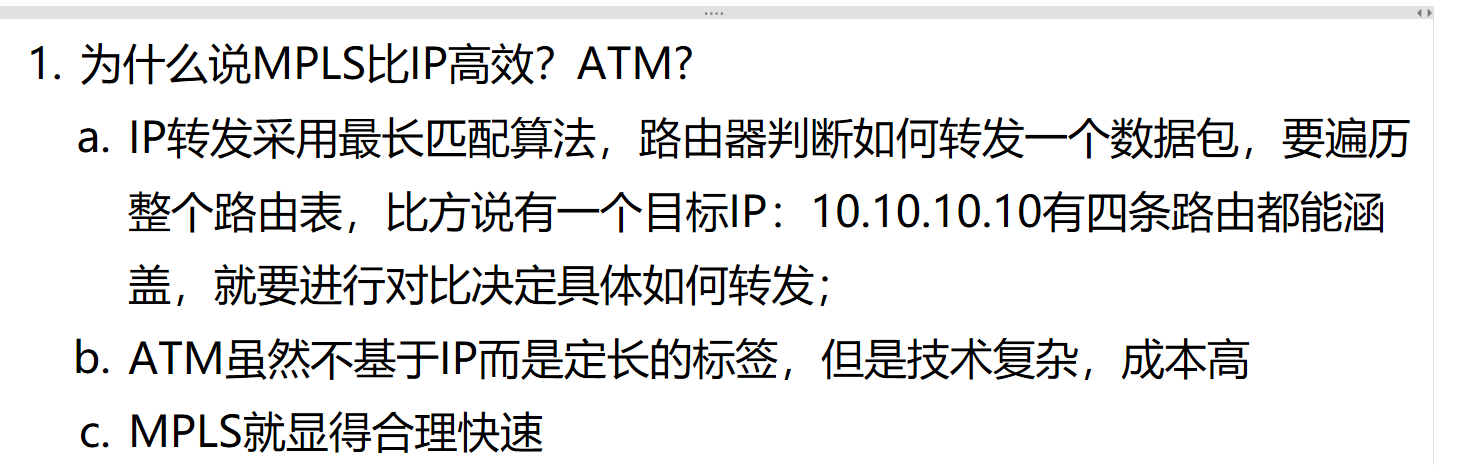 1. 为什么说MPLS比IP高效？ATM？
a. IP转发采用最长匹配算法，路由器判断如何转发一个数据包，要遍历
整个路由表，比方说有一个目标IP：10.10.10.10有四条路由都能涵
盖，就要进行对比决定具体如何转发；
b. ATM虽然不基于IP而是定长的标签，但是技术复杂，成本高
c. MPLS就显得合理快速